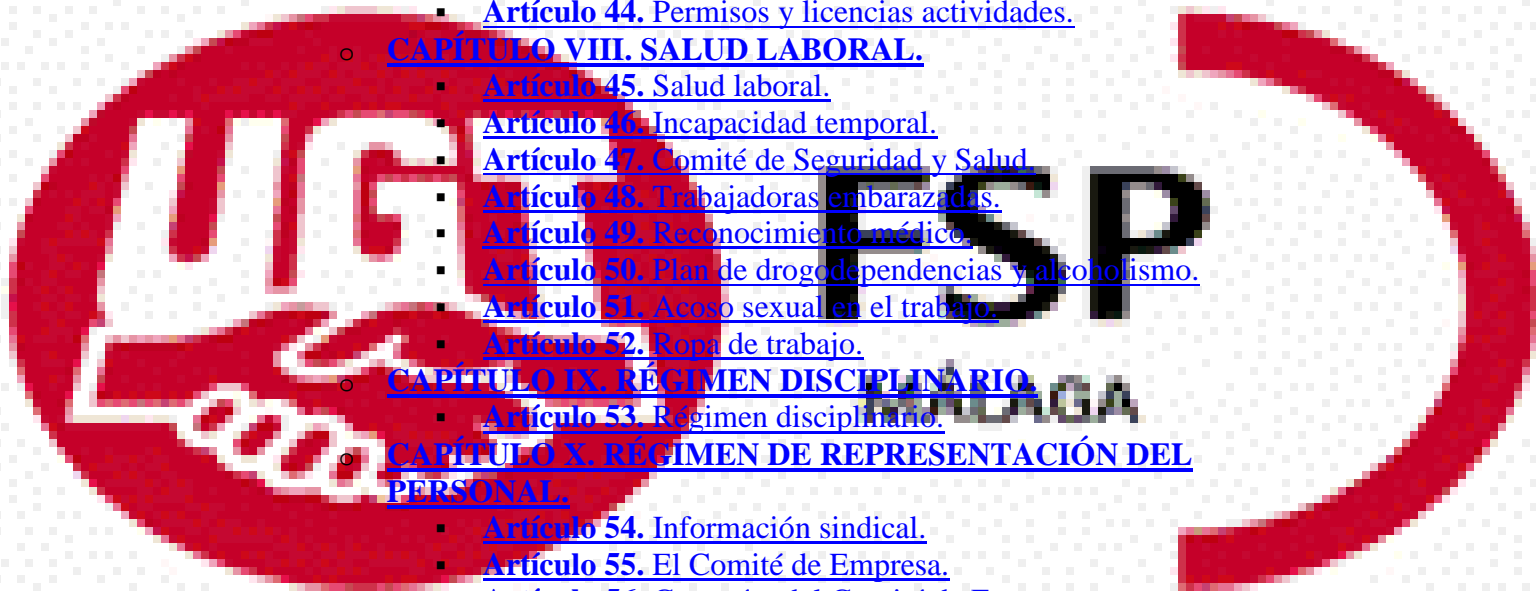 Artículo 44. Permisos y licencias actividades.
CAPÍTULO VIII. SALUD LABORAL.
Artículo 45. Salud laboral.
Artículo 46. Incapacidad temporal.
Artículo 47. Comité de Seguridad y Salud.
Artículo 48. Trabajadoras embarazadas.
Artículo 49. Reconocimiento médico.
Artículo 50. Plan de drogodependencias y alcoholismo.
Artículo 51. Acoso sexual en el trabajo.
Artículo 52. Ropa de trabajo.
CAPÍTULO IX. RÉGIMEN DISCIPLINARIO.
Artículo 53. Régimen disciplinario.
CAPÍTULO X. RÉGIMEN DE REPRESENTACIÓN DEL
PERSONAL.
Artículo 54. Información sindical.
Artículo 55. El Comité de Empresa.
UGT
FSP
MÁLAGA